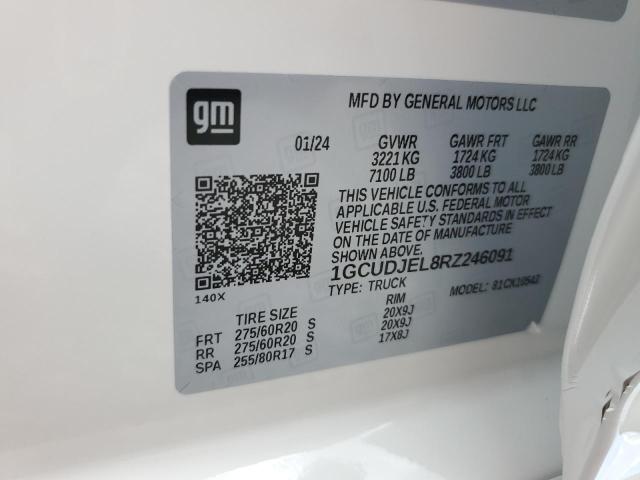 gm
MFD BY GENERAL MOTORS LLC
01/24 GVWR GAWR FRT GAWR RR
3221 KG 1724 KG 1724 KG
7100 LB 3800 LB 3800 LB
THIS VEHICLE CONFORMS TO ALL
APPLICABLE U.S. FEDERAL MOTOR
VEHICLE SAFETY STANDARDS IN EFFECT
ON THE DATE OF MANUFACTURE
SHOWN ABOVE.
1GCUDJEL8RZ246091
140X
TYPE: TRUCK MODEL: 81CK10543
TIRE SIZE RIM
FRT 275/60R20 S 20X9J
RR 275/60R20 S 20X9J
SPA 255/80R17 S 17X8J